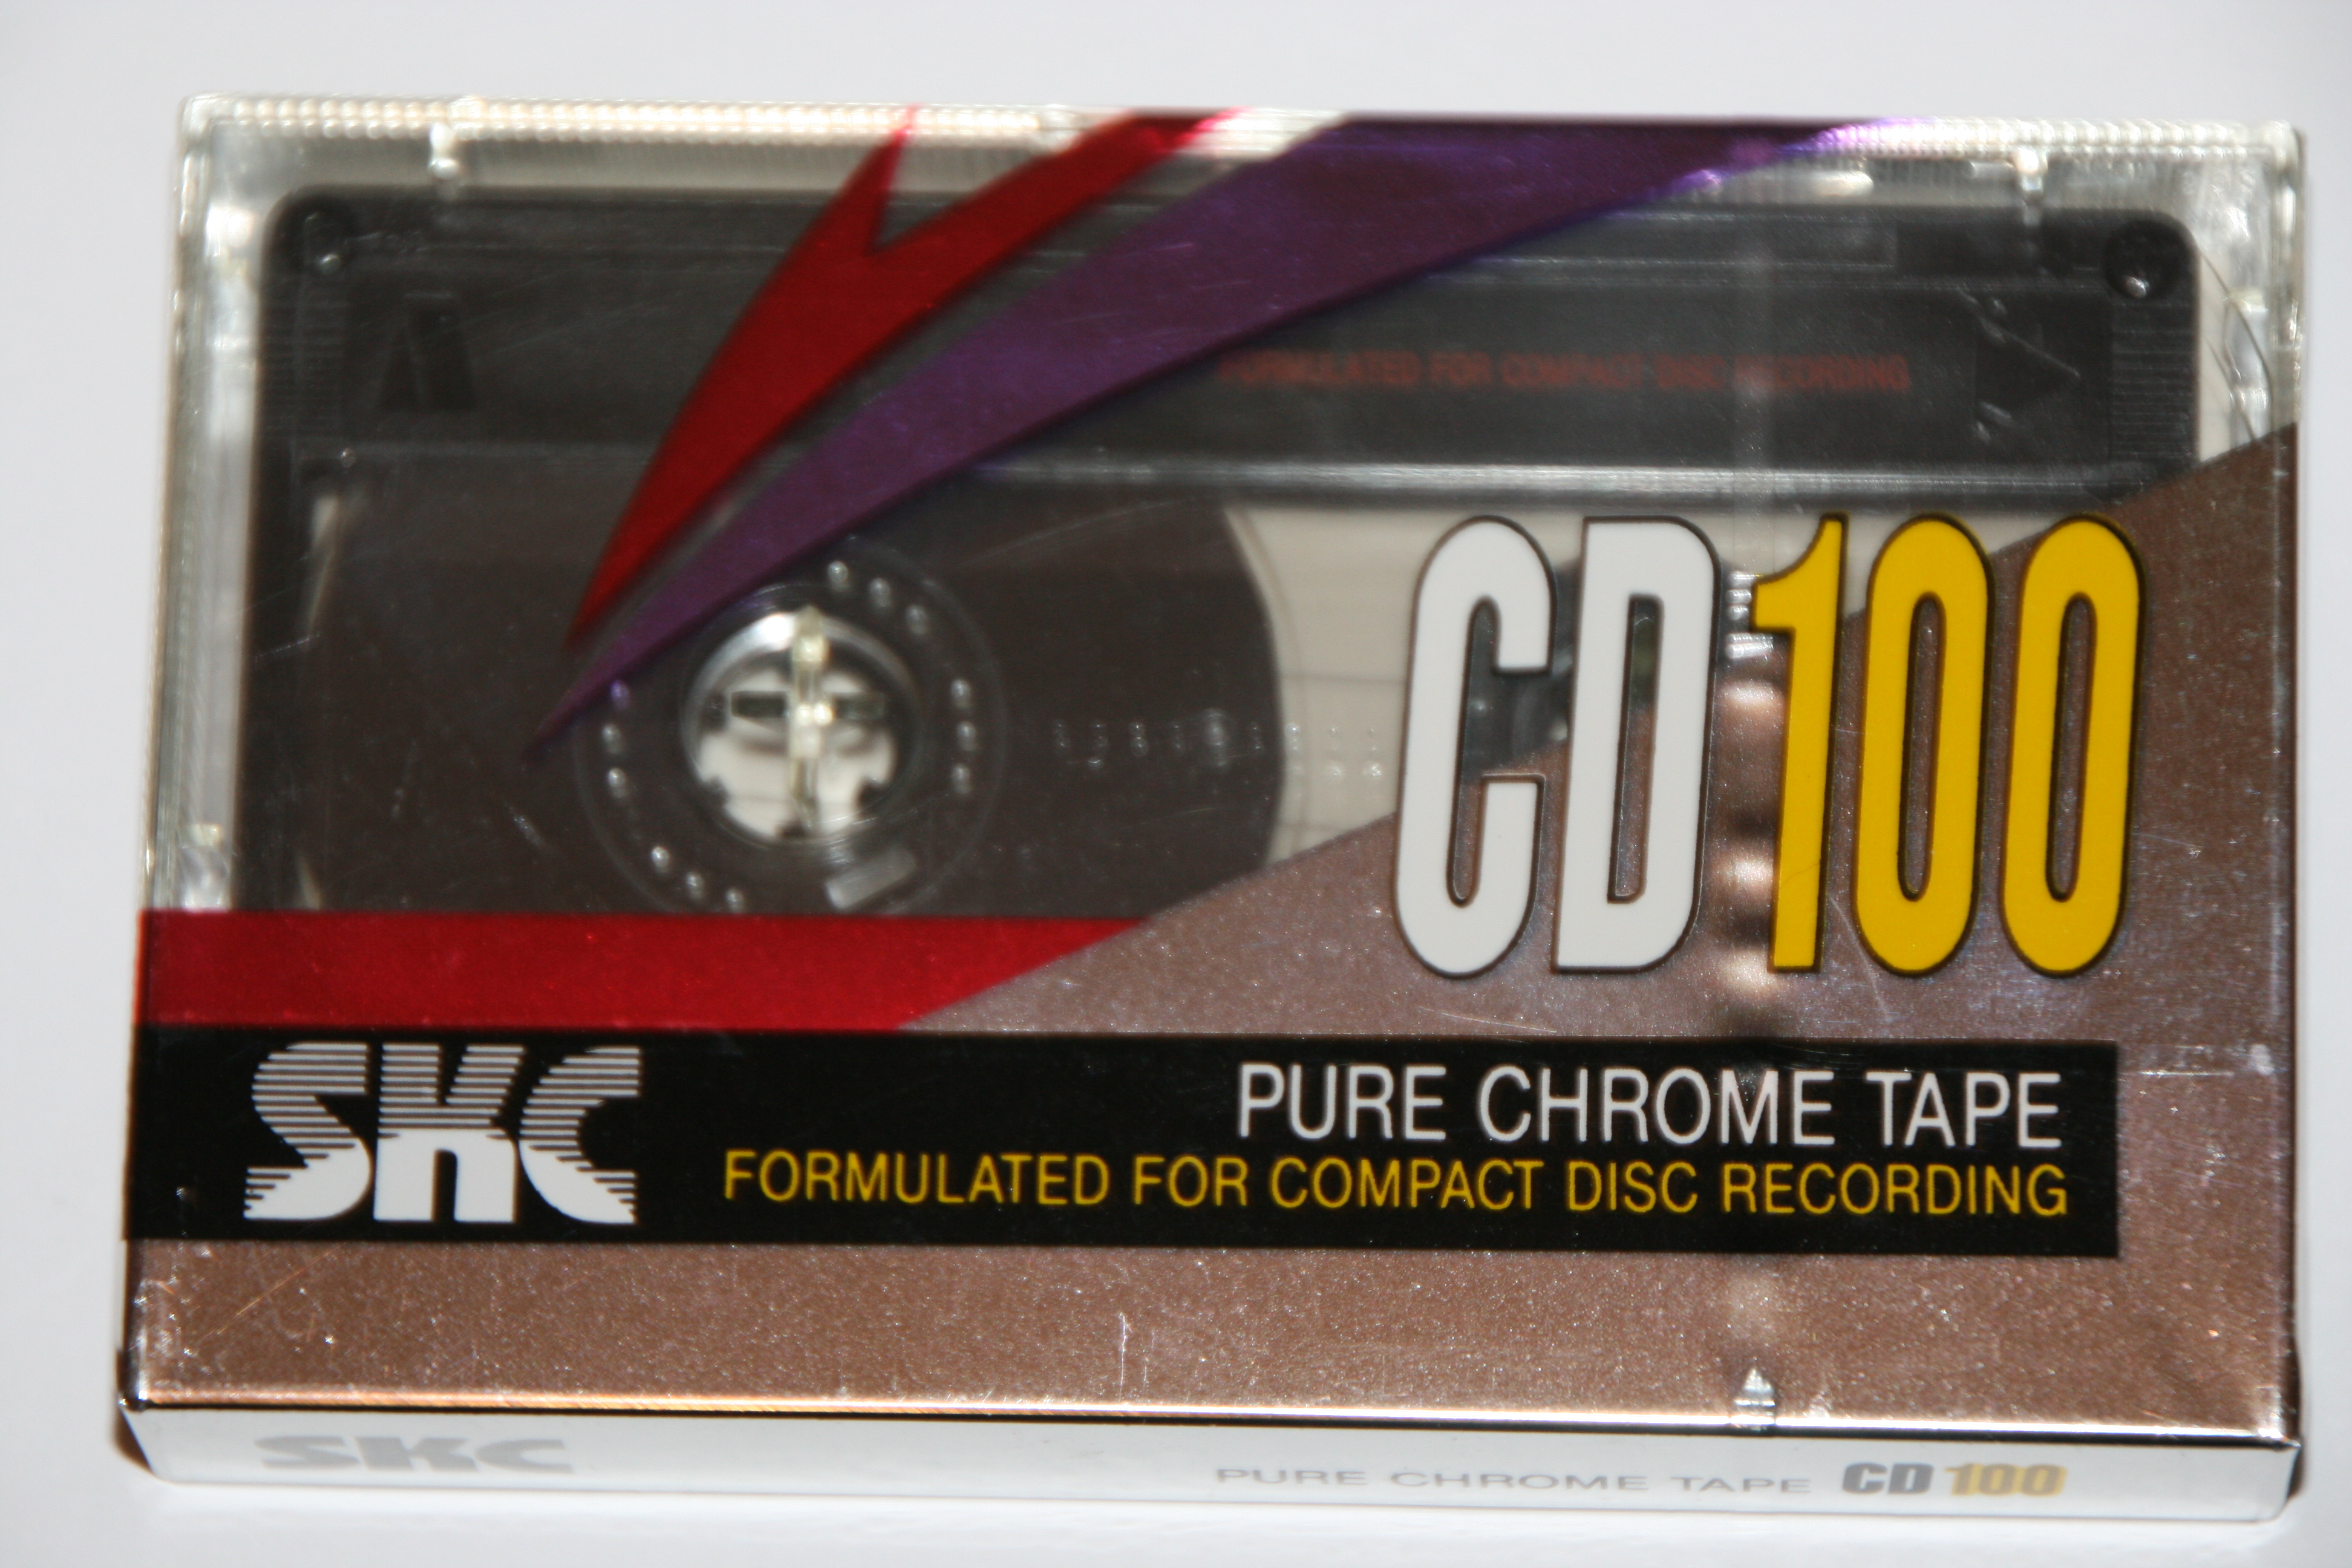 A
FORMULATED FOR COMPACT DISC RECORDING
CD100
SKC
PURE CHROME TAPE
FORMULATED FOR COMPACT DISC RECORDING
SKC PURE CHROME TAPE CD100